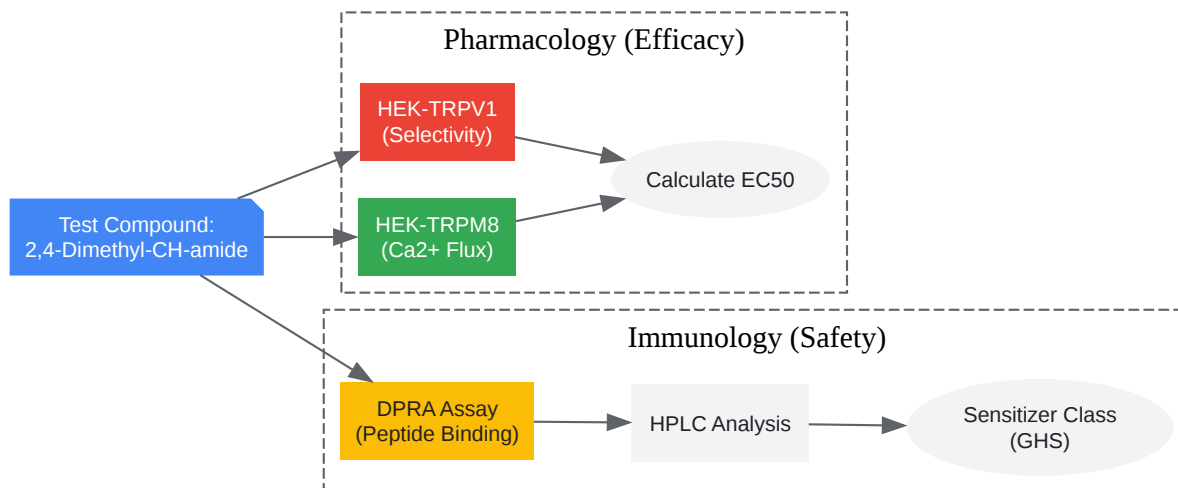 Pharmacology (Efficacy)
HEK-TRPV1
(Selectivity)
Calculate EC50
Test Compound:
2,4-Dimethyl-CH-amide
HEK-TRPM8
(Ca2+ Flux)
Immunology (Safety)
DPRA Assay
(Peptide Binding)
HPLC Analysis
Sensitizer Class
(GHS)